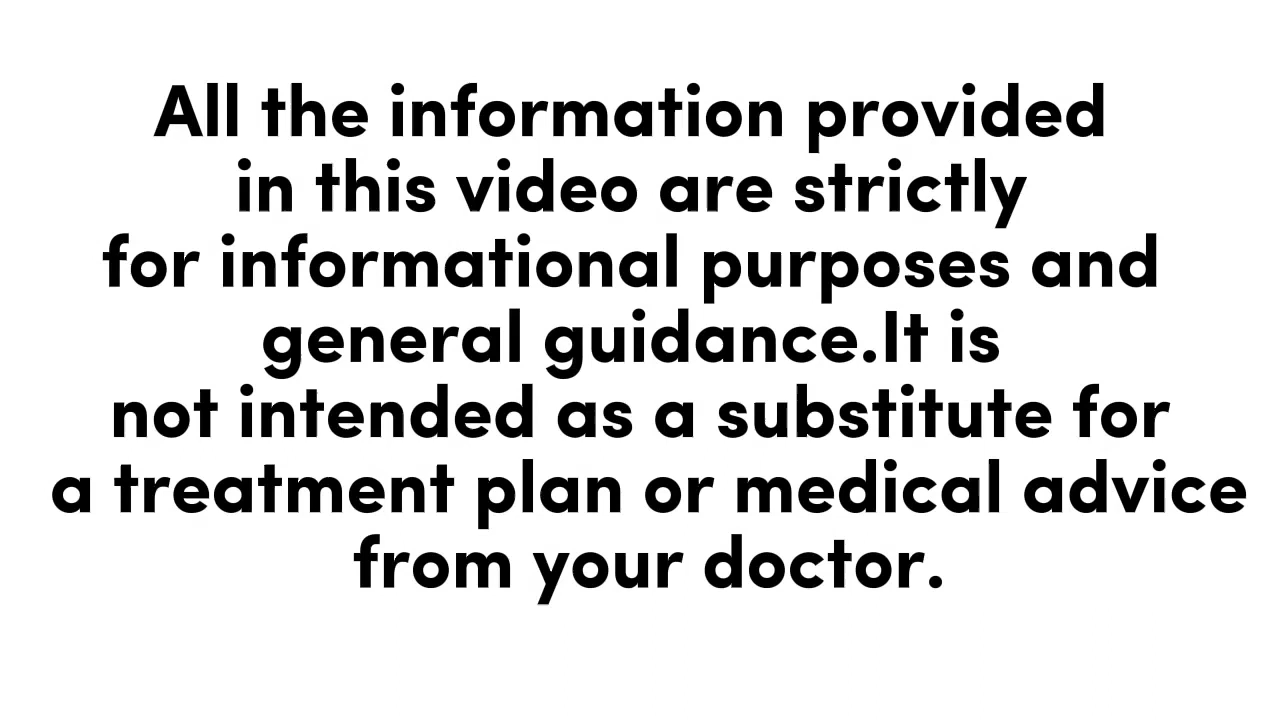 All the information provided
in this video are strictly
for informational purposes and
general guidance.It is
not intended as a substitute for
a treatment plan or medical advice
from your doctor.